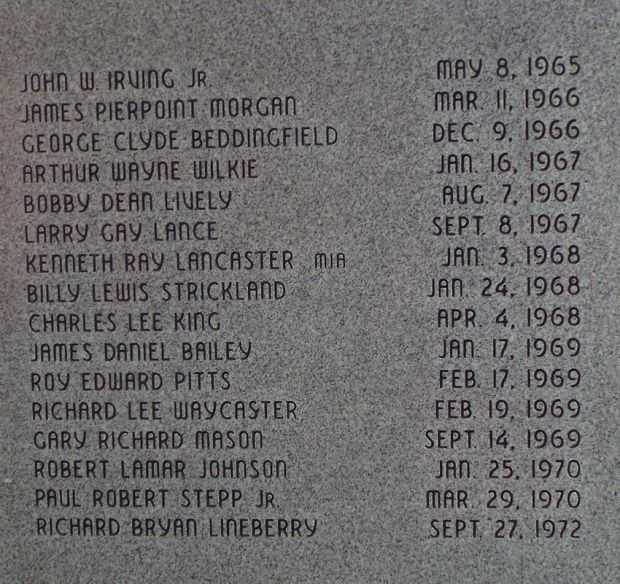 JOHN W. IRVING JR. MAY 8, 1965
JAMES PIERPOINT MORGAN MAR. 11, 1966
GEORGE CLYDE BEDDINGFIELD DEC. 9, 1966
ARTHUR WAYNE WILKIE JAN. 16, 1967
BOBBY DEAN LIVELY AUG. 7, 1967
LARRY GAY LANCE SEPT. 8, 1967
KENNETH RAY LANCASTER MIA JAN. 3, 1968
BILLY LEWIS STRICKLAND JAN. 24, 1968
CHARLES LEE KING APR. 4, 1968
JAMES DANIEL BAILEY JAN. 17, 1969
ROY EDWARD PITTS FEB. 17, 1969
RICHARD LEE WAYCASTER FEB. 19, 1969
GARY RICHARD MASON SEPT. 14, 1969
ROBERT LAMAR JOHNSON JAN. 25, 1970
PAUL ROBERT STEPP JR. MAR. 29, 1970
RICHARD BRYAN LINEBERRY SEPT. 27, 1972